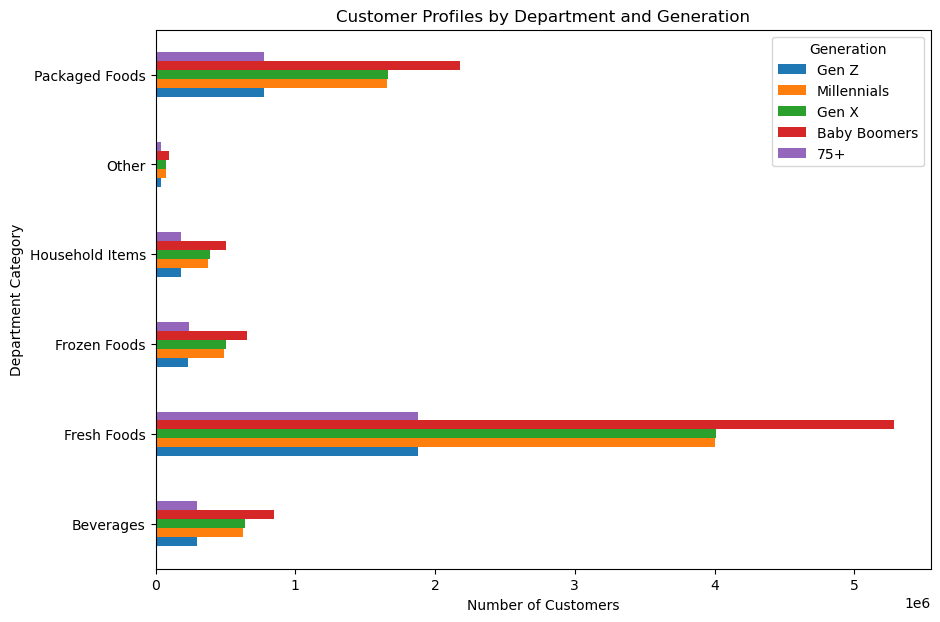 Customer Profiles by Department and Generation
Generation
Gen Z
Millennials
Gen X
Baby Boomers
75+
Department Category
Packaged Foods
Other
Household Items
Frozen Foods
Fresh Foods
Beverages
0 1 2 3 4 5
1e6
Number of Customers